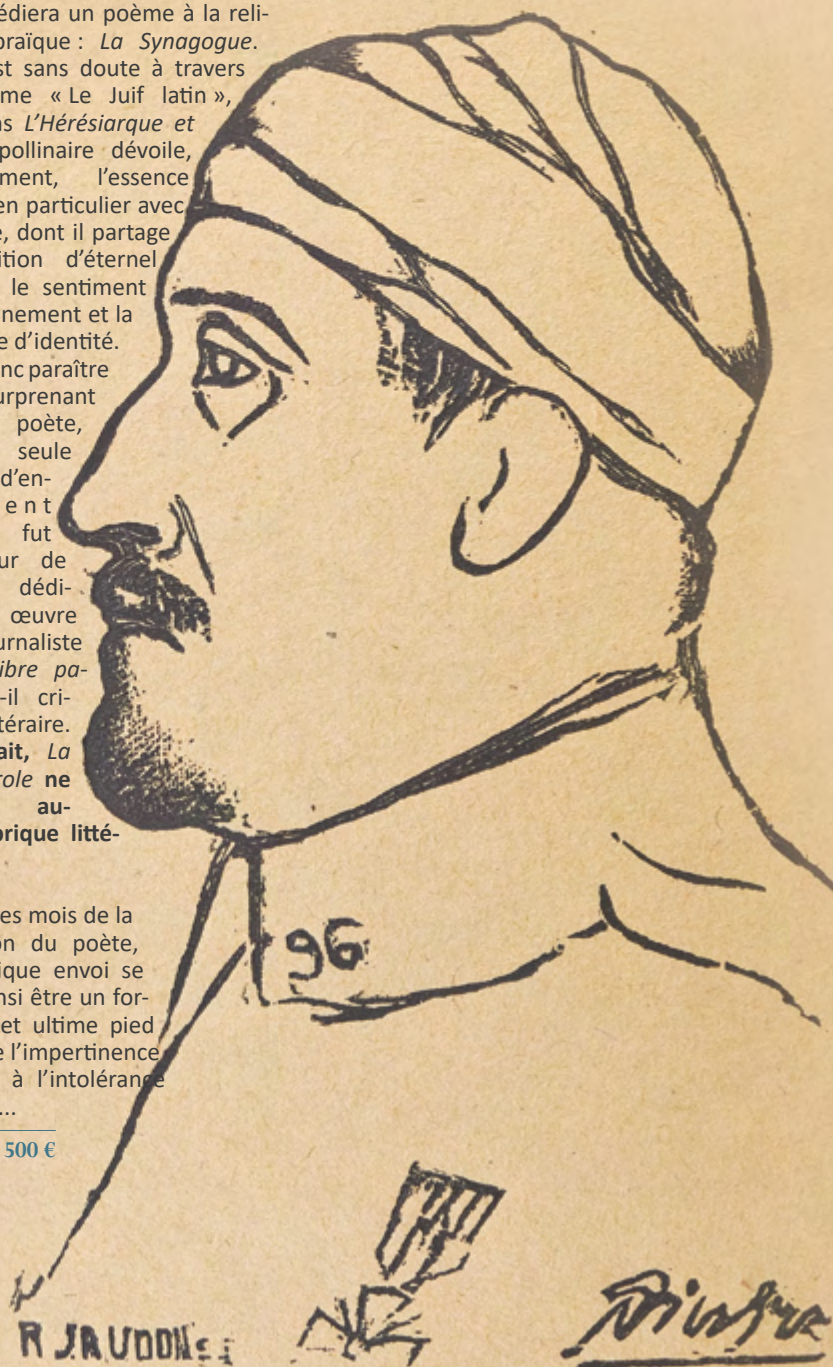 édiera un poème à la reli-
braïque : La Synagogue.
st sans doute à travers
me « Le Juif latin »,
ns L'Hérésiarque et
pollinaire dévoile,
ment, l'essence
en particulier avec
e, dont il partage
ition d'éternel
le sentiment
nement et la
e d'identité.
nc paraître
urprenant
poète,
seule
d'en-
ent
fut
ur de
dédi-
œuvre
urnaliste
ibre pa-
-il cri-
téraire.
ait, La
role ne
au-
brique litté-
es mois de la
on du poète,
ique envoi se
nsi être un for-
et ultime pied
e l'impertinence
à l'intolérance
...
500 €
96
R JAUDON
Picasso